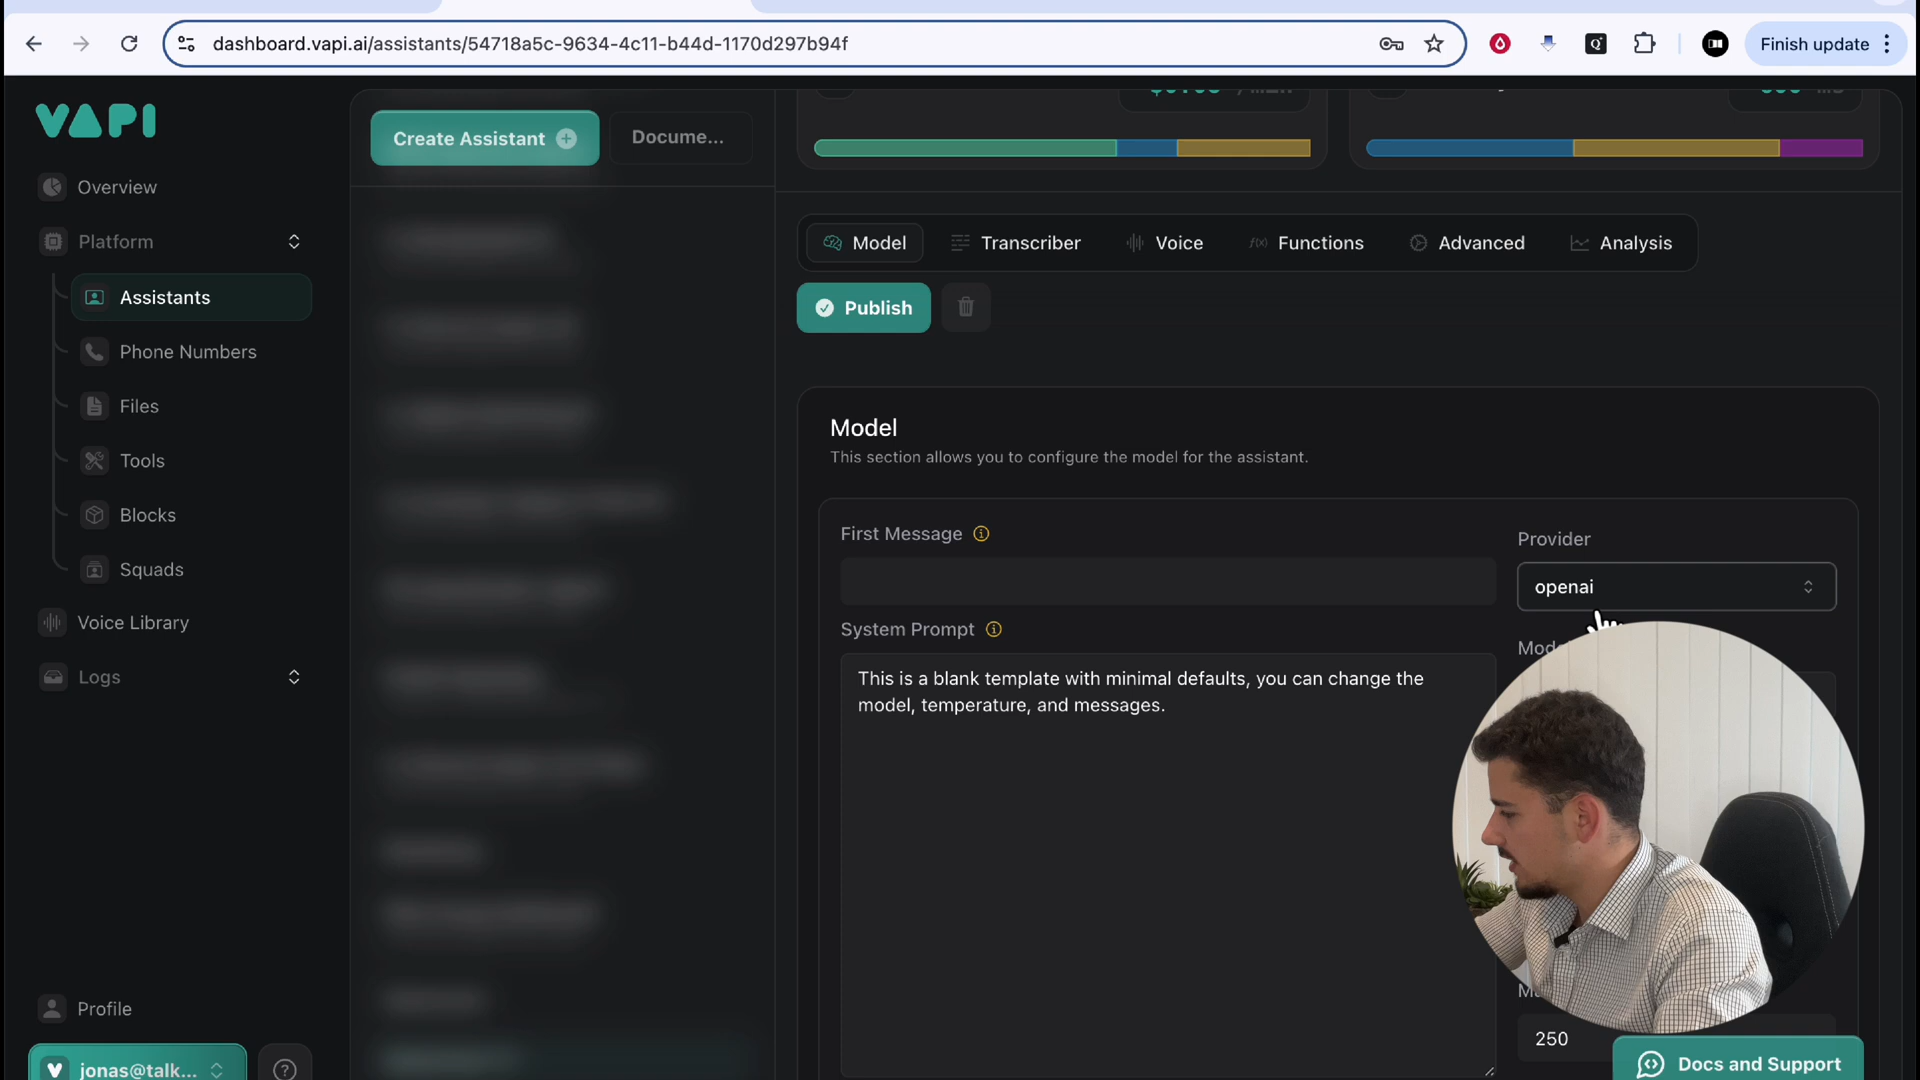 dashboard.vapi.ai/assistants/54718a5c-9634-4c11-b44d-1170d297b94f
Finish update
VAPI
Create Assistant
Docume...
Overview
Platform
Assistants
Phone Numbers
Files
Tools
Blocks
Squads
Voice Library
Logs
Profile
jonas@talk...
Model
Transcriber
Voice
Functions
Advanced
Analysis
Publish
Model
This section allows you to configure the model for the assistant.
First Message
Provider
openai
System Prompt
This is a blank template with minimal defaults, you can change the
model, temperature, and messages.
250
Docs and Support